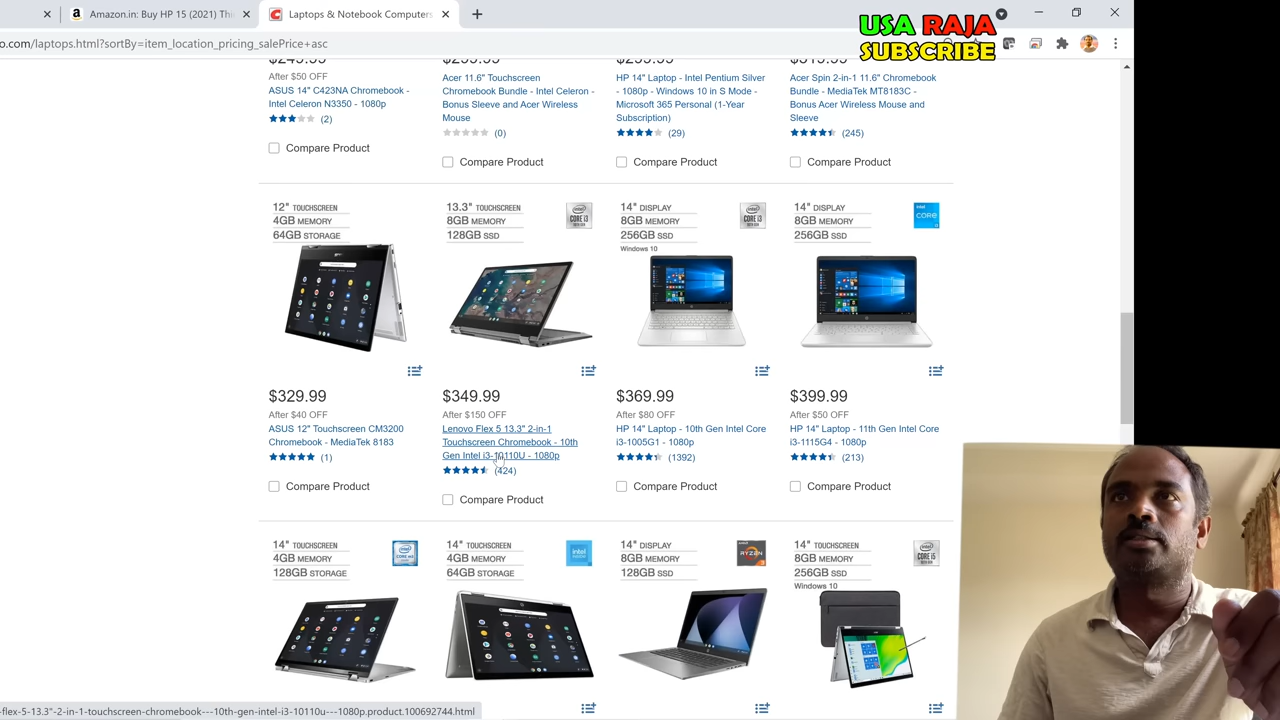 Amazon.in: Buy HP 15 (2021) Thi
Laptops & Notebook Computers
USA RAJA
SUBSCRIBE
o.com/laptops.html?sortBy=item_location_pricing_salePrice+asc
After $50 OFF
ASUS 14" C423NA Chromebook -
Intel Celeron N3350 - 1080p
(2)
Compare Product
Acer 11.6" Touchscreen
Chromebook Bundle - Intel Celeron -
Bonus Sleeve and Acer Wireless
Mouse
(0)
Compare Product
HP 14" Laptop - Intel Pentium Silver
- 1080p - Windows 10 in S Mode -
Microsoft 365 Personal (1-Year
Subscription)
(29)
Compare Product
Acer Spin 2-in-1 11.6" Chromebook
Bundle - MediaTek MT8183C -
Bonus Acer Wireless Mouse and
Sleeve
(245)
Compare Product
12" TOUCHSCREEN
4GB MEMORY
64GB STORAGE
$329.99
After $40 OFF
ASUS 12" Touchscreen CM3200
Chromebook - MediaTek 8183
(1)
Compare Product
13.3" TOUCHSCREEN
8GB MEMORY
128GB SSD
CORE i3
$349.99
After $150 OFF
Lenovo Flex 5 13.3" 2-in-1
Touchscreen Chromebook - 10th
Gen Intel i3-10110U - 1080p
(424)
Compare Product
14" DISPLAY
8GB MEMORY
256GB SSD
Windows 10
CORE i3
$369.99
After $80 OFF
HP 14" Laptop - 10th Gen Intel Core
i3-1005G1 - 1080p
(1392)
Compare Product
14" DISPLAY
8GB MEMORY
256GB SSD
CORE
$399.99
After $50 OFF
HP 14" Laptop - 11th Gen Intel Core
i3-1115G4 - 1080p
(213)
Compare Product
14" TOUCHSCREEN
4GB MEMORY
128GB STORAGE
14" TOUCHSCREEN
4GB MEMORY
64GB SSD
14" DISPLAY
8GB MEMORY
128GB SSD
RYZEN
14" TOUCHSCREEN
8GB MEMORY
256GB SSD
Windows 10
CORE i5
-flex-5-13.3"-2-in-1-touchscreen-chromebook---10th-gen-intel-i3-10110u---1080p.product.100692744.html